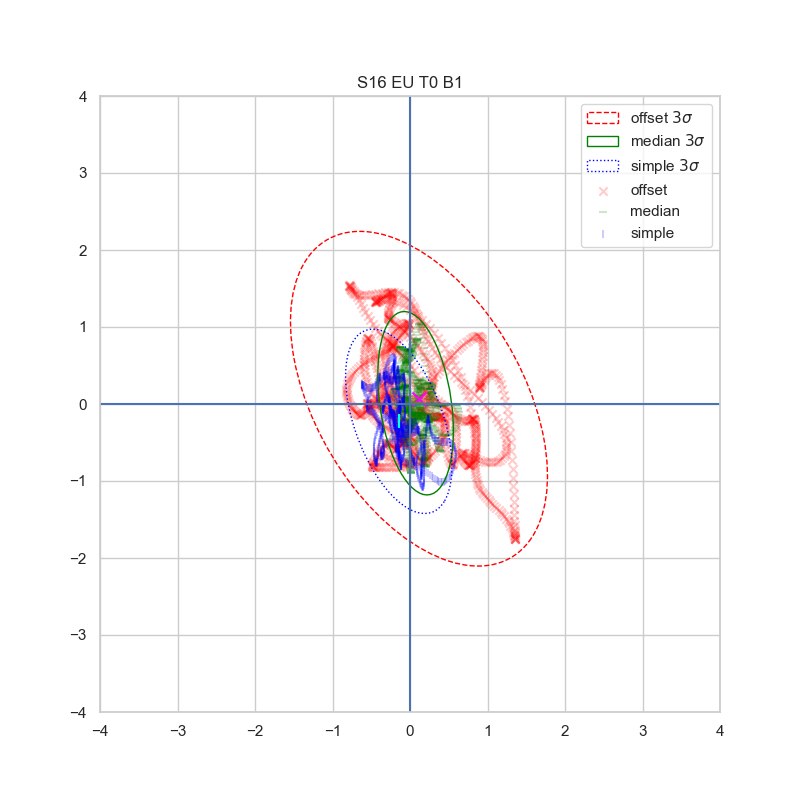 S16 EU T0 B1
4
3
2
1
0
−1
−2
−3
−4
−4 −3 −2 −1 0 1 2 3 4
offset 3σ
median 3σ
simple 3σ
offset
median
simple